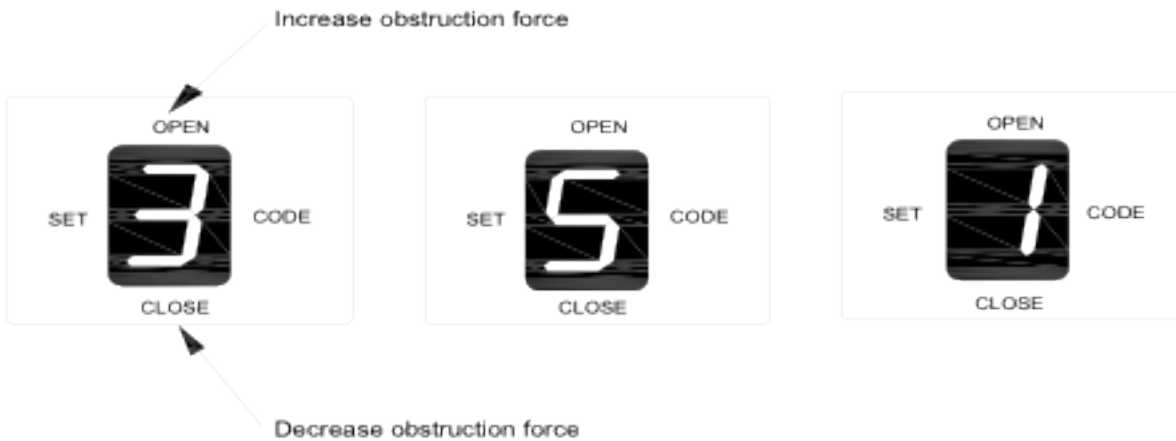 Increase obstruction force
OPEN
SET 3 CODE
CLOSE
OPEN
SET 5 CODE
CLOSE
OPEN
SET 1 CODE
CLOSE
Decrease obstruction force